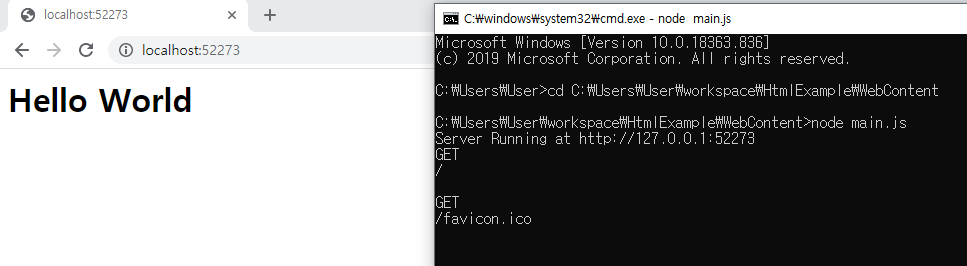 localhost:52273
localhost:52273
Hello World
C:₩windows₩system32₩cmd.exe - node  main.js
Microsoft Windows [Version 10.0.18363.836]
(c) 2019 Microsoft Corporation. All rights reserved.
C:₩Users₩User>cd C:₩Users₩User₩workspace₩HtmlExample₩WebContent
C:₩Users₩User₩workspace₩HtmlExample₩WebContent>node main.js
Server Running at http://127.0.0.1:52273
GET
/
GET
/favicon.ico